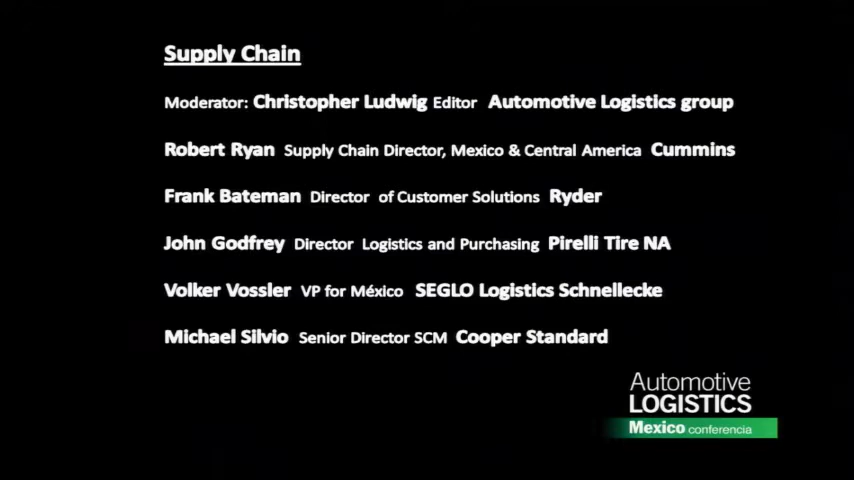 Supply Chain
Moderator: Christopher Ludwig Editor Automotive Logistics group
Robert Ryan Supply Chain Director, Mexico & Central America Cummins
Frank Bateman Director of Customer Solutions Ryder
John Godfrey Director Logistics and Purchasing Pirelli Tire NA
Volker Vossler VP for México SEGLO Logistics Schnellecke
Michael Silvio Senior Director SCM Cooper Standard
Automotive
LOGISTICS
Mexico conferencia